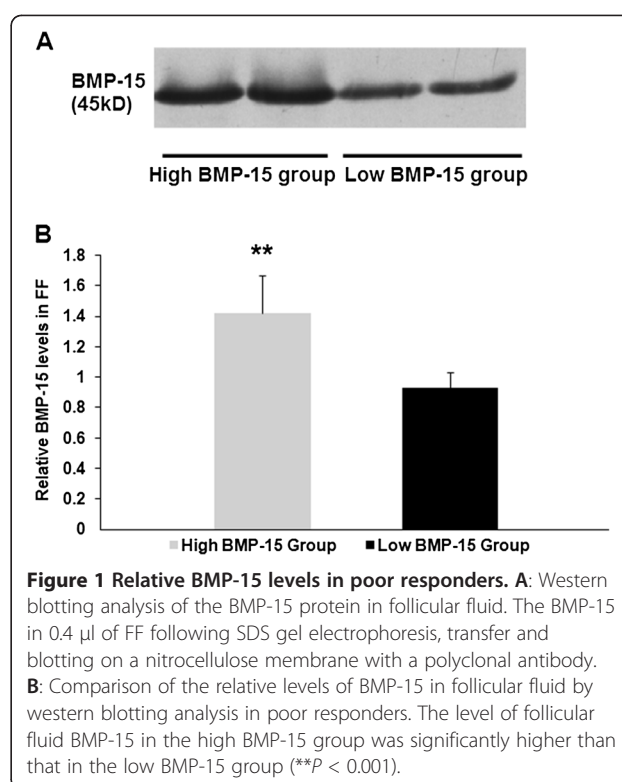 A
BMP-15
(45kD)
High BMP-15 group Low BMP-15 group
B
1.8
1.6
1.4
1.2
1
0.8
0.6
0.4
0.2
0
Relative BMP-15 levels in FF
**
High BMP-15 Group Low BMP-15 Group
Figure 1 Relative BMP-15 levels in poor responders. A: Western
blotting analysis of the BMP-15 protein in follicular fluid. The BMP-15
in 0.4 μl of FF following SDS gel electrophoresis, transfer and
blotting on a nitrocellulose membrane with a polyclonal antibody.
B: Comparison of the relative levels of BMP-15 in follicular fluid by
western blotting analysis in poor responders. The level of follicular
fluid BMP-15 in the high BMP-15 group was significantly higher than
that in the low BMP-15 group (**P < 0.001).